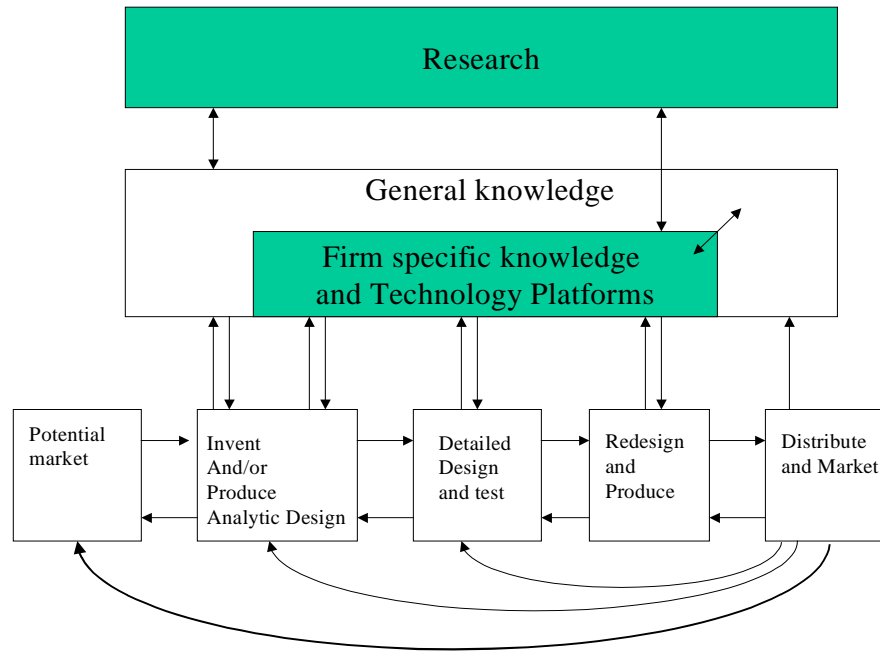 Research
General knowledge
Firm specific knowledge
and Technology Platforms
Potential
market
Invent
And/or
Produce
Analytic Design
Detailed
Design
and test
Redesign
and
Produce
Distribute
and Market